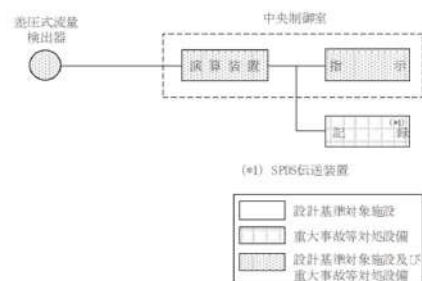 差圧式流量
検出器
中央制御室
演算装置
指示
(*1)
記録
(*1) SPDS伝送装置
設計基準対象施設
重大事故等対処設備
設計基準対象施設及び
重大事故等対処設備